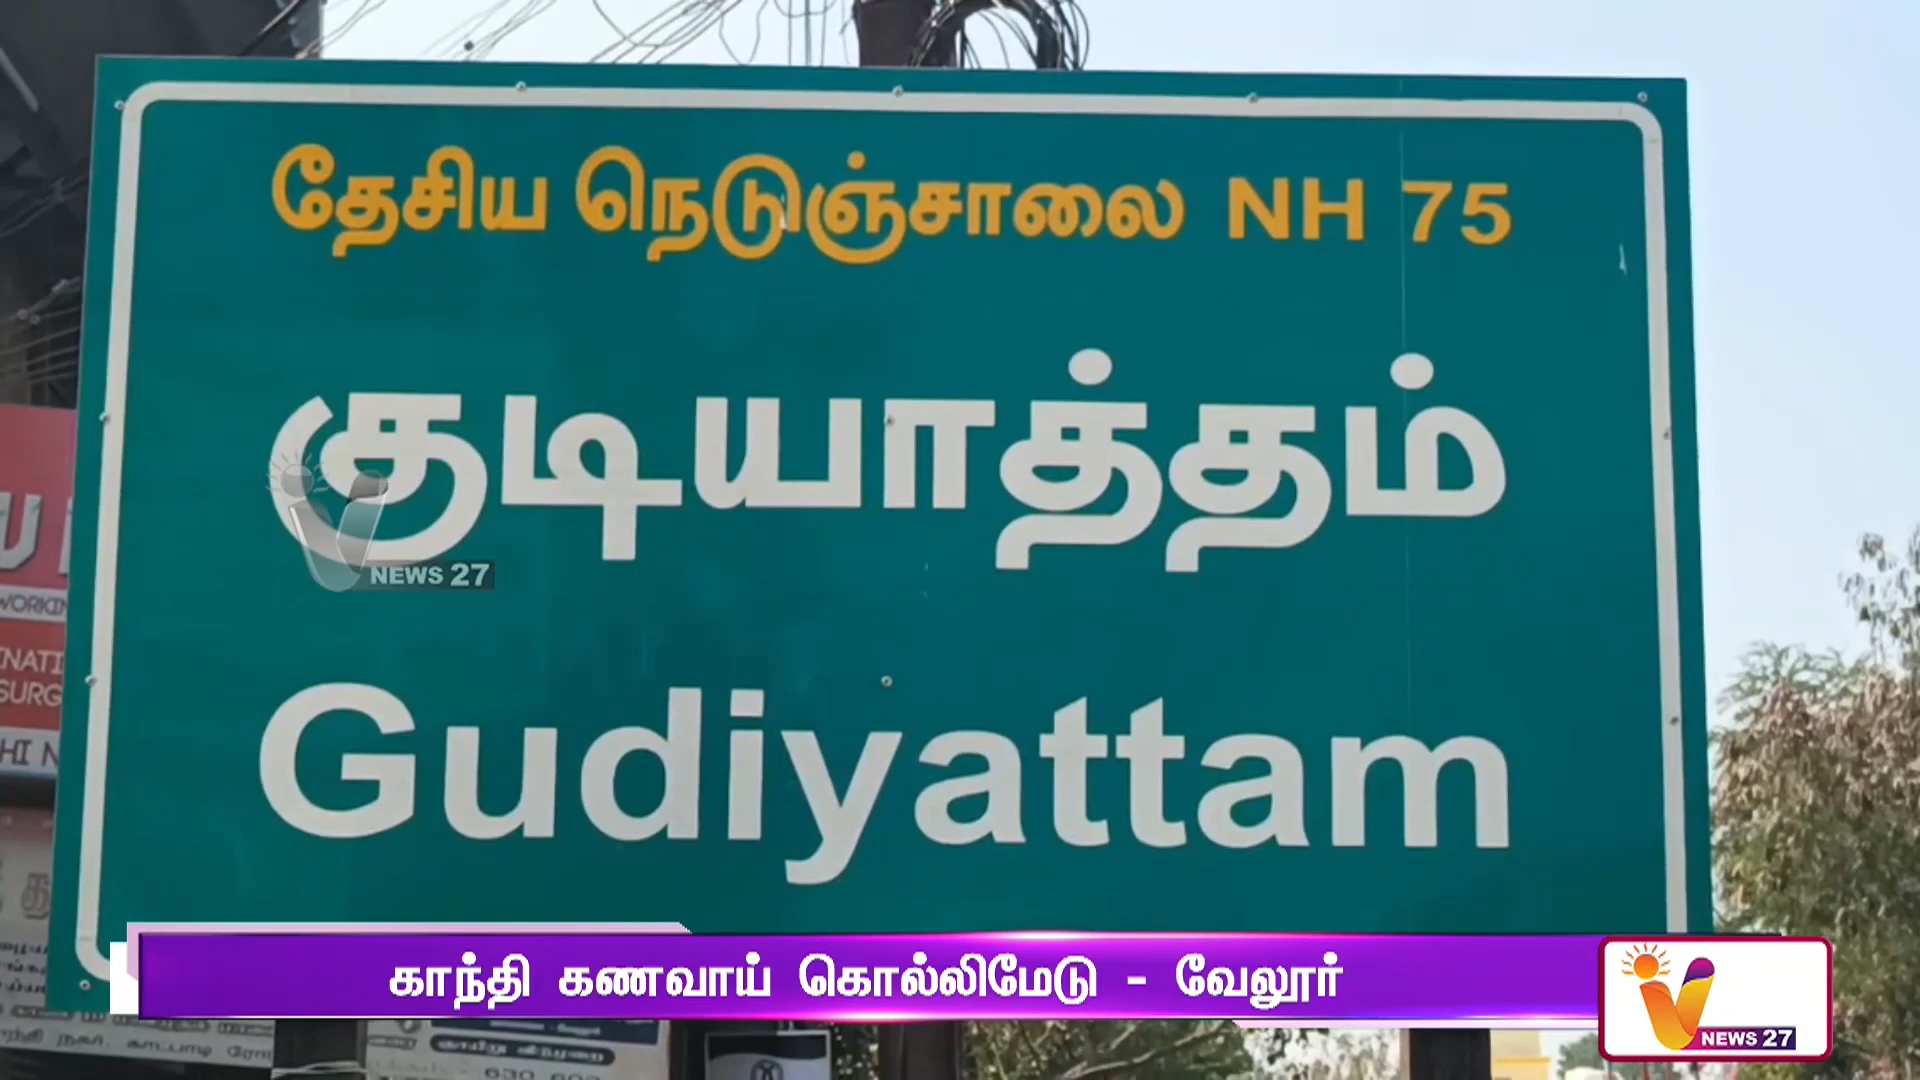 தேசிய நெடுஞ்சாலை NH 75
குடியாத்தம்
NEWS 27
Gudiyattam
காந்தி கணவாய் கொல்லிமேடு - வேலூர்
NEWS 27